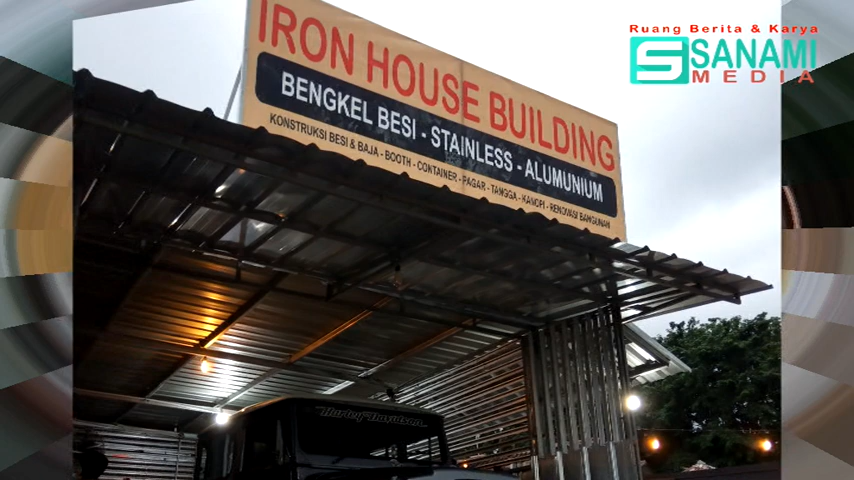 Ruang Berita & Karya
S SANAMI
MEDIA
IRON HOUSE BUILDING
BENGKEL BESI - STAINLESS - ALUMUNIUM
KONSTRUKSI BESI & BAJA - BOOTH - CONTAINER - PAGAR - TANGGA - KANOPI - RENOVASI BANGUNAN
Harley Davidson